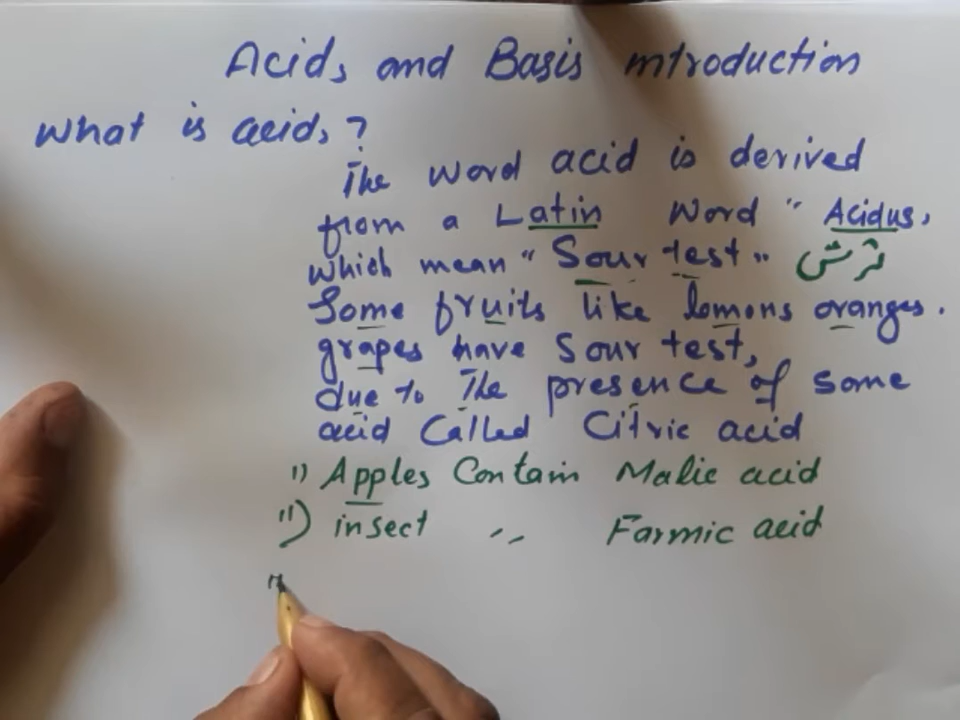 Acids and Basis introduction
What is acids?
The word acid is derived
from a Latin word "Acidus,
which mean "Sour test" ترش
Some fruits like lemons oranges.
grapes have Sour test,
due to The presence of some
acid Called Citric acid
i) Apples Contain Malic acid
ii) insect " Farmic acid